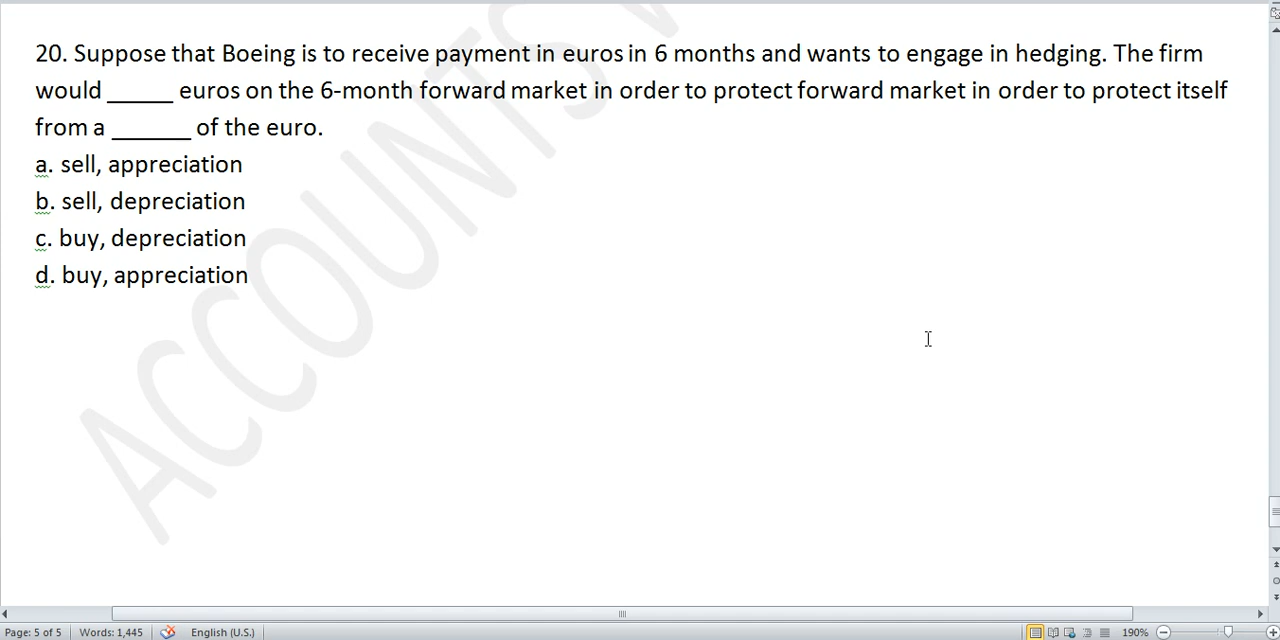 20. Suppose that Boeing is to receive payment in euros in 6 months and wants to engage in hedging. The firm
would _____ euros on the 6-month forward market in order to protect forward market in order to protect itself
from a ______ of the euro.
a. sell, appreciation
b. sell, depreciation
c. buy, depreciation
d. buy, appreciation
ACCOUNTS
Page: 5 of 5 Words: 1,445 English (U.S.) 190%